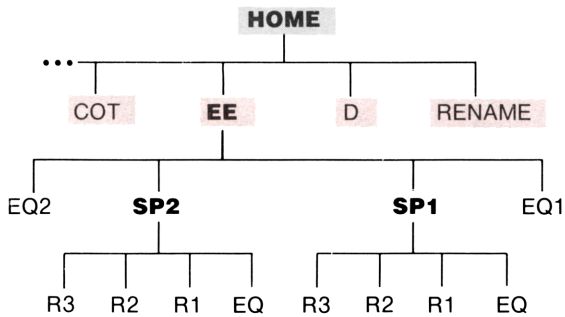 HOME
...
COT EE D RENAME
EQ2 SP2 SP1 EQ1
R3 R2 R1 EQ R3 R2 R1 EQ